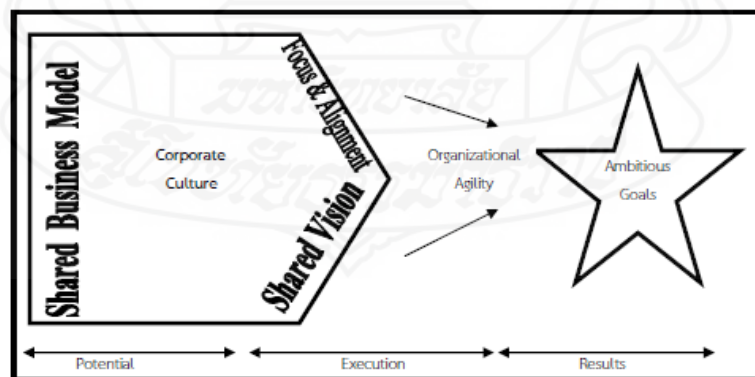 Shared Business Model
Corporate
Culture
Focus & Alignment
Shared Vision
Organizational
Agility
Ambitious
Goals
Potential
Execution
Results